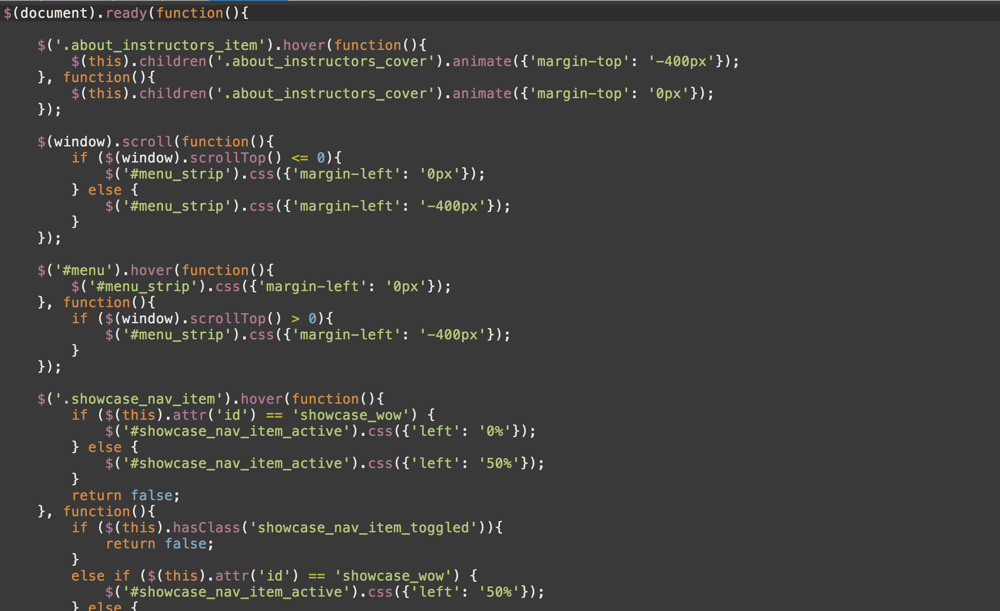 $(document).ready(function(){
    $('.about_instructors_item').hover(function(){
        $(this).children('.about_instructors_cover').animate({'margin-top': '-400px'});
    }, function(){
        $(this).children('.about_instructors_cover').animate({'margin-top': '0px'});
    });
    $(window).scroll(function(){
        if ($(window).scrollTop() <= 0){
            $('#menu_strip').css({'margin-left': '0px'});
        } else {
            $('#menu_strip').css({'margin-left': '-400px'});
        }
    });
    $('#menu').hover(function(){
        $('#menu_strip').css({'margin-left': '0px'});
    }, function(){
        if ($(window).scrollTop() > 0){
            $('#menu_strip').css({'margin-left': '-400px'});
        }
    });
    $('.showcase_nav_item').hover(function(){
        if ($(this).attr('id') == 'showcase_wow') {
            $('#showcase_nav_item_active').css({'left': '0%'});
        } else {
            $('#showcase_nav_item_active').css({'left': '50%'});
        }
        return false;
    }, function(){
        if ($(this).hasClass('showcase_nav_item_toggled')){
            return false;
        }
        else if ($(this).attr('id') == 'showcase_wow') {
            $('#showcase_nav_item_active').css({'left': '50%'});
        } else {